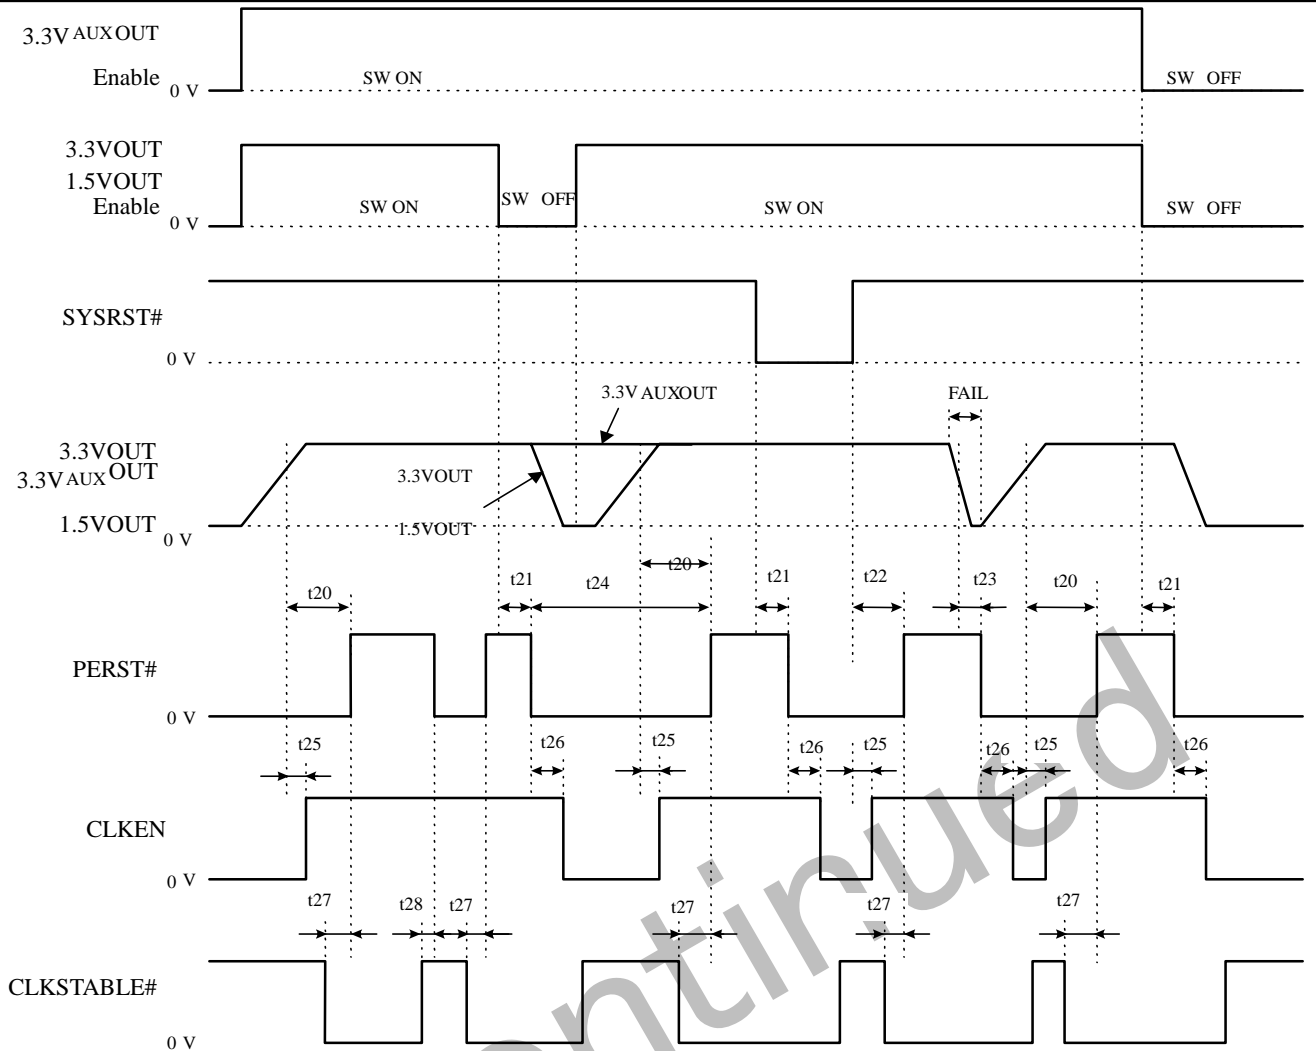 3.3V AUX OUT
Enable
0 V
SW ON
SW OFF
3.3VOUT
1.5VOUT
Enable
0 V
SW ON
SW OFF
SW ON
SW OFF
SYSRST#
0 V
3.3V AUXOUT
FAIL
3.3VOUT
3.3VAUX OUT
1.5VOUT
0 V
3.3VOUT
1.5VOUT
t20
t21
t24
t20
t21
t22
t23
t20
t21
PERST#
0 V
t25
t26
t25
t26
t25
t26
t25
t26
CLKEN
0 V
t27
t28
t27
t27
t27
t27
CLKSTABLE#
0 V
ntinued